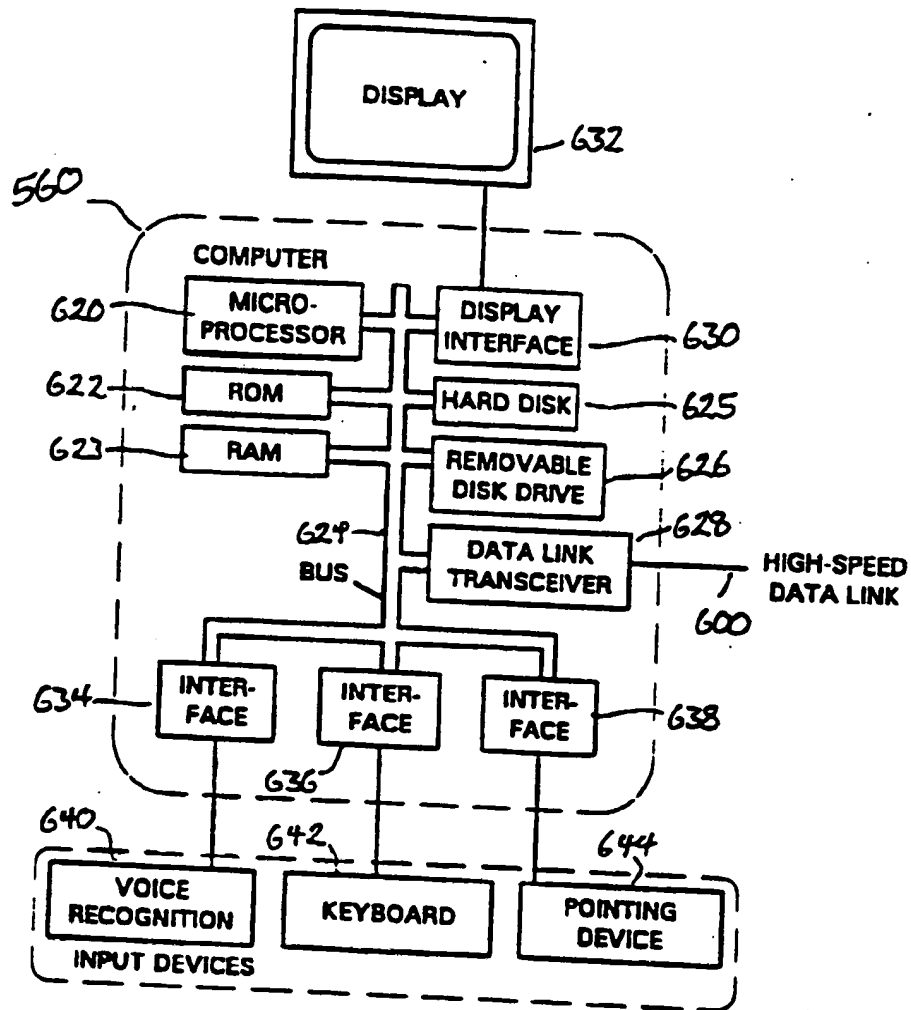 DISPLAY
632
560
COMPUTER
620
MICRO-
PROCESSOR
DISPLAY
INTERFACE
630
622
ROM
HARD DISK
625
623
RAM
REMOVABLE
DISK DRIVE
626
624
BUS
628
DATA LINK
TRANSCEIVER
HIGH-SPEED
DATA LINK
600
634
INTER-
FACE
INTER-
FACE
636
INTER-
FACE
638
640
642
644
VOICE
RECOGNITION
KEYBOARD
POINTING
DEVICE
INPUT DEVICES